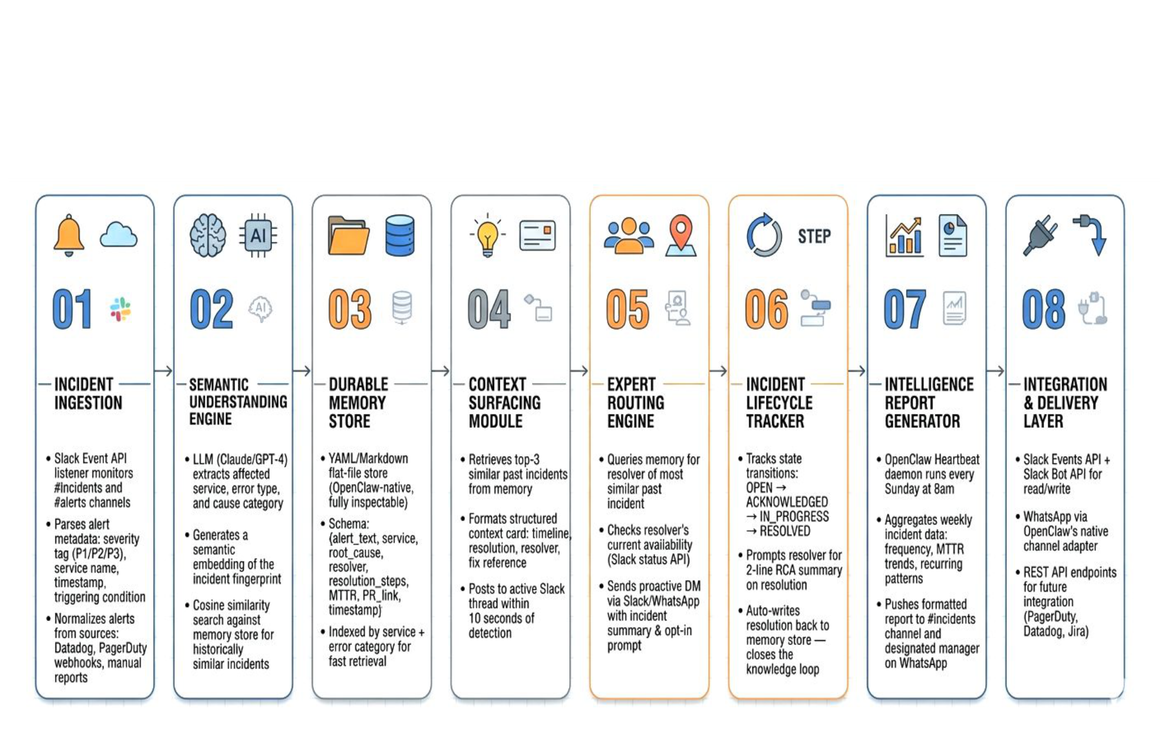 AI
STEP
01
02
AI
03
04
05
06
07
08
INCIDENT
INGESTION
• Slack Event API
listener monitors
#Incidents and
#alerts channels
• Parses alert
metadata: severity
tag (P1/P2/P3),
service name,
timestamp,
triggering condition
• Normalizes alerts
from sources:
Datadog, PagerDuty
webhooks, manual
reports
SEMANTIC
UNDERSTANDING
ENGINE
• LLM (Claude/GPT-4)
extracts affected
service, error type,
and cause category
• Generates a
semantic
embedding of the
incident fingerprint
• Cosine similarity
search against
memory store for
historically
similar incidents
DURABLE
MEMORY
STORE
• YAML/Markdown
flat-file store
(OpenClaw-native,
fully inspectable)
• Schema:
{alert_text, service,
root_cause,
resolver,
resolution_steps,
MTTR, PR_link,
timestamp}
• Indexed by service +
error category for
fast retrieval
CONTEXT
SURFACING
MODULE
• Retrieves top-3
similar past incidents
from memory
• Formats structured
context card: timeline,
resolution, resolver,
fix reference
• Posts to active Slack
thread within
10 seconds of
detection
EXPERT
ROUTING
ENGINE
• Queries memory for
resolver of most
similar past
incident
• Checks resolver's
current availability
(Slack status API)
• Sends proactive DM
via Slack/WhatsApp
with incident
summary & opt-in
prompt
INCIDENT
LIFECYCLE
TRACKER
• Tracks state
transitions:
OPEN →
ACKNOWLEDGED
→ IN_PROGRESS
→ RESOLVED
• Prompts resolver for
2-line RCA summary
on resolution
• Auto-writes
resolution back to
memory store —
closes the
knowledge loop
INTELLIGENCE
REPORT
GENERATOR
• OpenClaw Heartbeat
daemon runs every
Sunday at 8am
• Aggregates weekly
incident data:
frequency, MTTR
trends, recurring
patterns
• Pushes formatted
report to #incidents
channel and
designated manager
on WhatsApp
INTEGRATION
& DELIVERY
LAYER
• Slack Events API +
Slack Bot API for
read/write
• WhatsApp via
OpenClaw's native
channel adapter
• REST API endpoints
for future
integration
(PagerDuty,
Datadog, Jira)